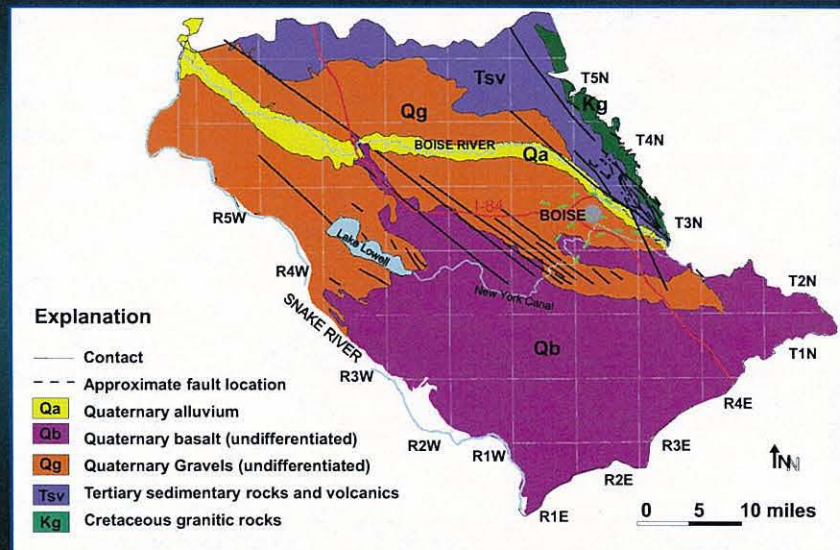 T5N
Tsv
Kg
Qg
T4N
BOISE RIVER
Qa
I-84
BOISE
T3N
R5W
Lake Lowell
R4W
T2N
New York Canal
SNAKE RIVER
Qb
T1N
R3W
R4E
R2W
R1W
R3E
R2E
R1E
N
0 5 10 miles
Explanation
Contact
Approximate fault location
Qa Quaternary alluvium
Qb Quaternary basalt (undifferentiated)
Qg Quaternary Gravels (undifferentiated)
Tsv Tertiary sedimentary rocks and volcanics
Kg Cretaceous granitic rocks